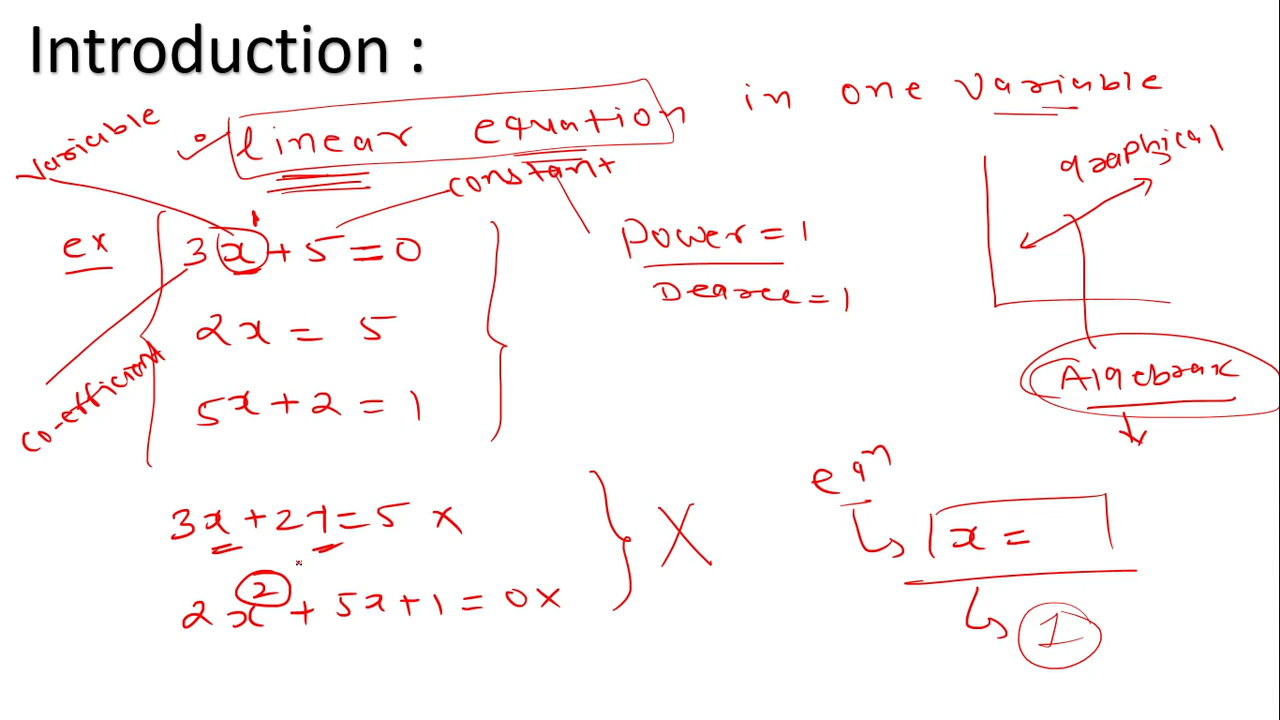 Introduction :
linear equation in one variable
variable
constant
graphical
ex
3x¹ + 5 = 0
Power = 1
Degree = 1
2x = 5
Algebraic
co-efficient
5x + 2 = 1
eqⁿ
3x + 2y = 5 ×
x =
2x² + 5x + 1 = 0 ×
1